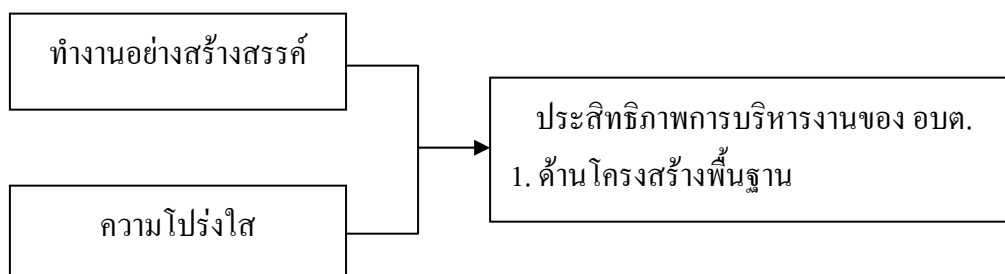 ทำงานอย่างสร้างสรรค์
ประสิทธิภาพการบริหารงานของ อบต.
1. ด้านโครงสร้างพื้นฐาน
ความโปร่งใส